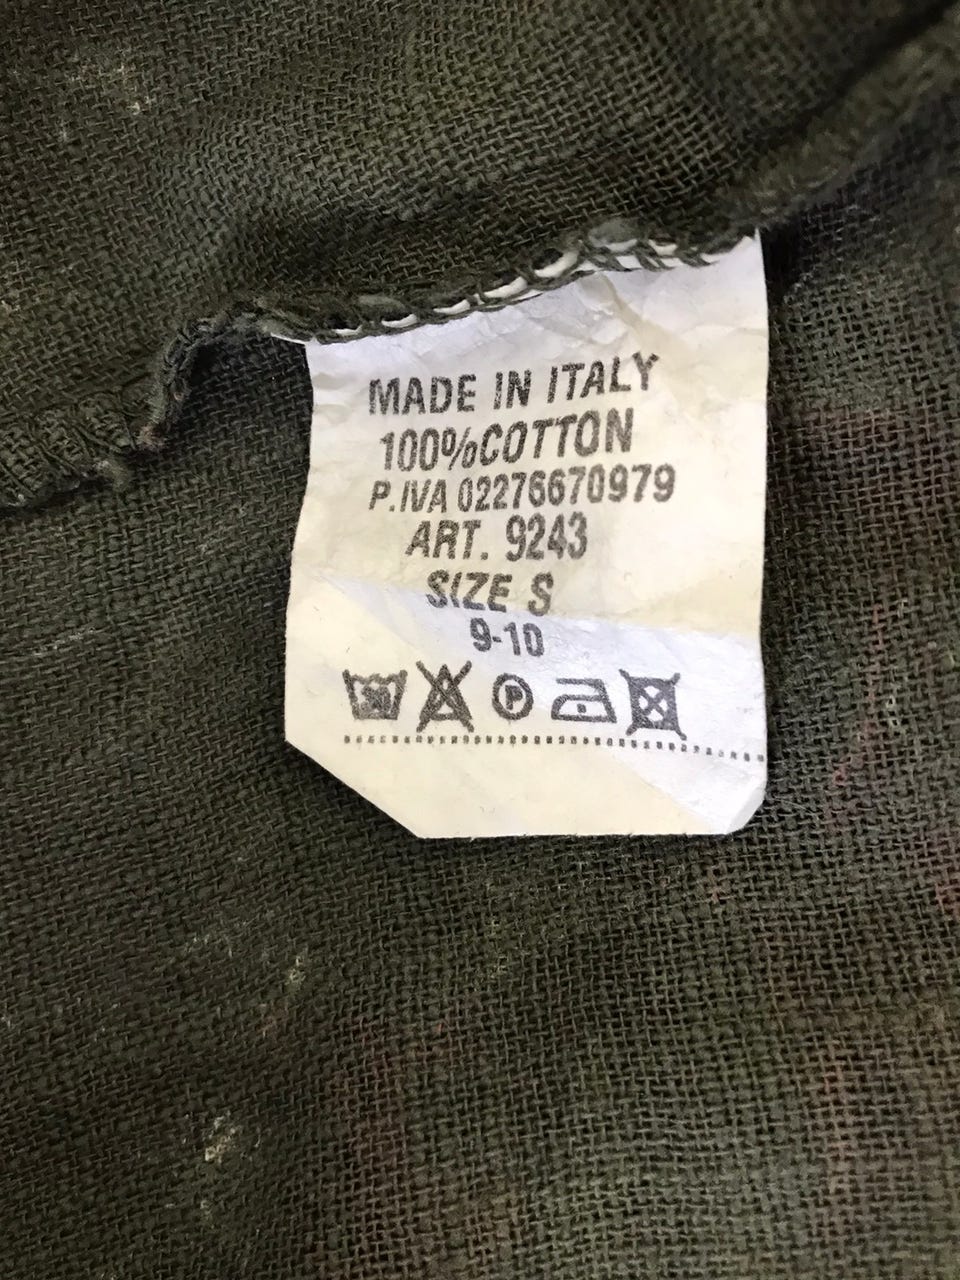 MADE IN ITALY
100%COTTON
P.IVA 02276670979
ART. 9243
SIZE S
9-10
P